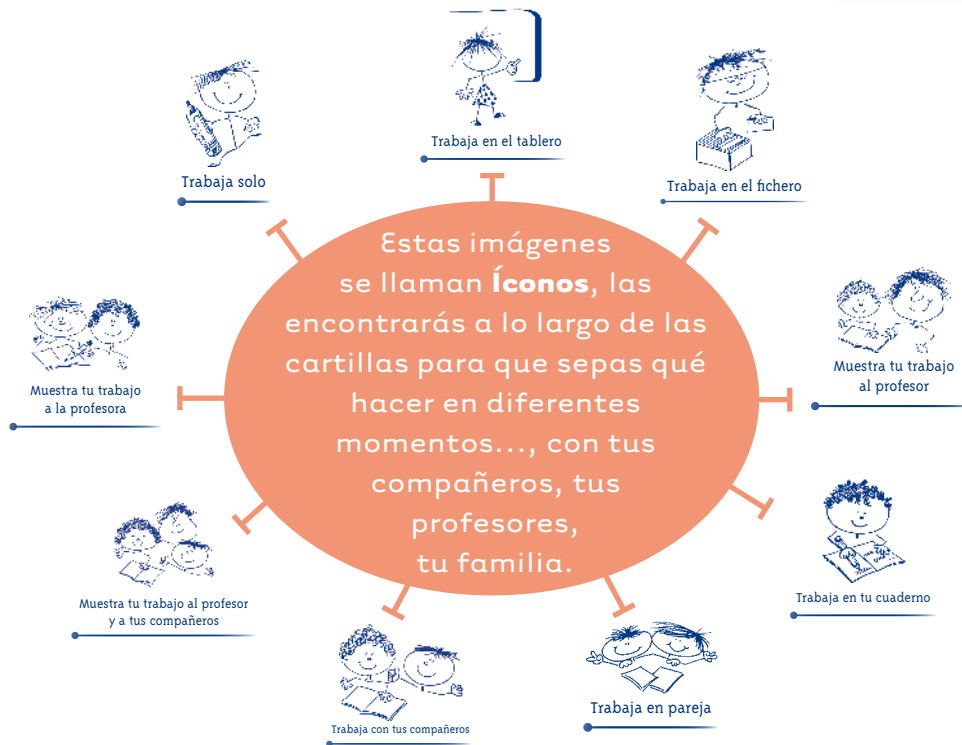 Trabaja en el tablero
Trabaja solo
Trabaja en el fichero
Estas imágenes
se llaman Íconos, las
encontrarás a lo largo de las
cartillas para que sepas qué
hacer en diferentes
momentos..., con tus
compañeros, tus
profesores,
tu familia.
Muestra tu trabajo
a la profesora
Muestra tu trabajo
al profesor
Muestra tu trabajo al profesor
y a tus compañeros
Trabaja en tu cuaderno
Trabaja con tus compañeros
Trabaja en pareja